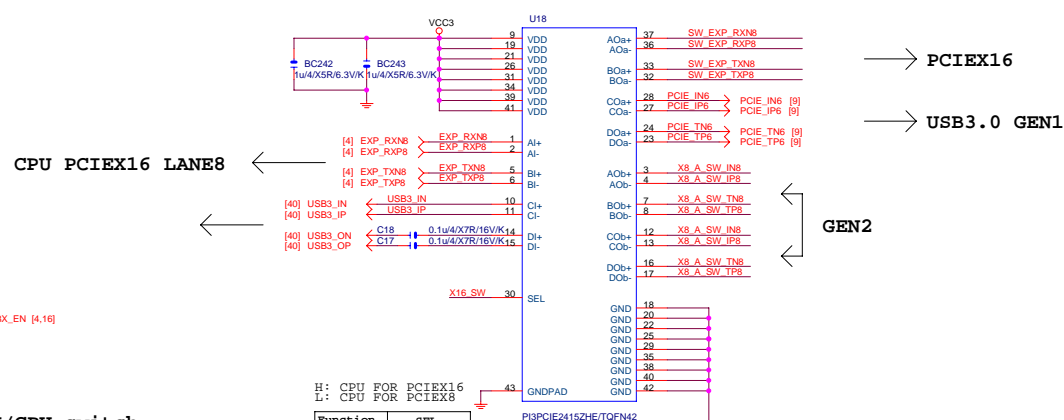 U18
VCC3
9 VDD
19 VDD
21 VDD
26 VDD
31 VDD
34 VDD
39 VDD
41 VDD
BC242
1u/4/X5R/6.3V/K
BC243
1u/4/X5R/6.3V/K
AOa+ 37 SW_EXP_RXN8
AOa- 36 SW_EXP_RXP8
BOa+ 33 SW_EXP_TXN8
BOa- 32 SW_EXP_TXP8
COa+ 28 PCIE_IN6 PCIE_IN6 [9]
COa- 27 PCIE_IP6 PCIE_IP6 [9]
DOa+ 24 PCIE_TN6 PCIE_TN6 [9]
DOa- 23 PCIE_TP6 PCIE_TP6 [9]
PCIEX16
USB3.0 GEN1
CPU PCIEX16 LANE8
[4] EXP_RXN8 EXP_RXN8 1 AI+
[4] EXP_RXP8 EXP_RXP8 2 AI-
[4] EXP_TXN8 EXP_TXN8 5 BI+
[4] EXP_TXP8 EXP_TXP8 6 BI-
[40] USB3_IN USB3_IN 10 CI+
[40] USB3_IP USB3_IP 11 CI-
[40] USB3_ON C18 0.1u/4/X7R/16V/K 14 DI+
[40] USB3_OP C17 0.1u/4/X7R/16V/K 15 DI-
AOb+ 3 X8_A_SW_IN8
AOb- 4 X8_A_SW_IP8
BOb+ 7 X8_A_SW_TN8
BOb- 8 X8_A_SW_TP8
COb+ 12 X8_A_SW_IN8
COb- 13 X8_A_SW_IP8
DOb+ 16 X8_A_SW_TN8
DOb- 17 X8_A_SW_TP8
GEN2
X16_SW 30 SEL
GND 18
GND 20
GND 22
GND 25
GND 29
GND 35
GND 38
GND 40
GND 42
X_EN [4,16]
43 GNDPAD
H: CPU FOR PCIEX16
L: CPU FOR PCIEX8
PI3PCIE2415ZHE/TQFN42